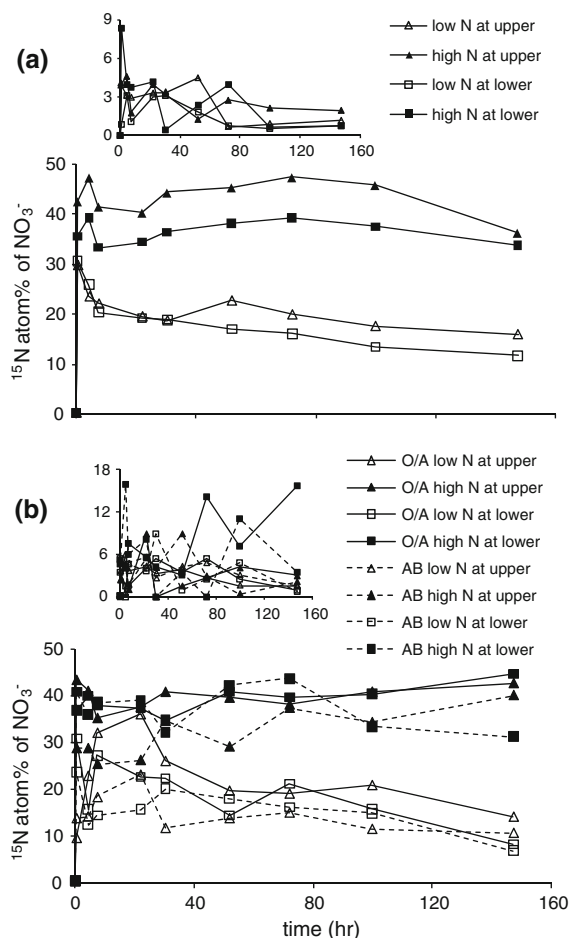 (a)
9
6
3
0
0 40 80 120 160
low N at upper
high N at upper
low N at lower
high N at lower
50
40
30
20
10
0
15N atom% of NO3-
(b)
18
12
6
0
0 40 80 120 160
O/A low N at upper
O/A high N at upper
O/A low N at lower
O/A high N at lower
AB low N at upper
AB high N at upper
AB low N at lower
AB high N at lower
50
40
30
20
10
0
15N atom% of NO3-
0 40 80 120 160
time (hr)